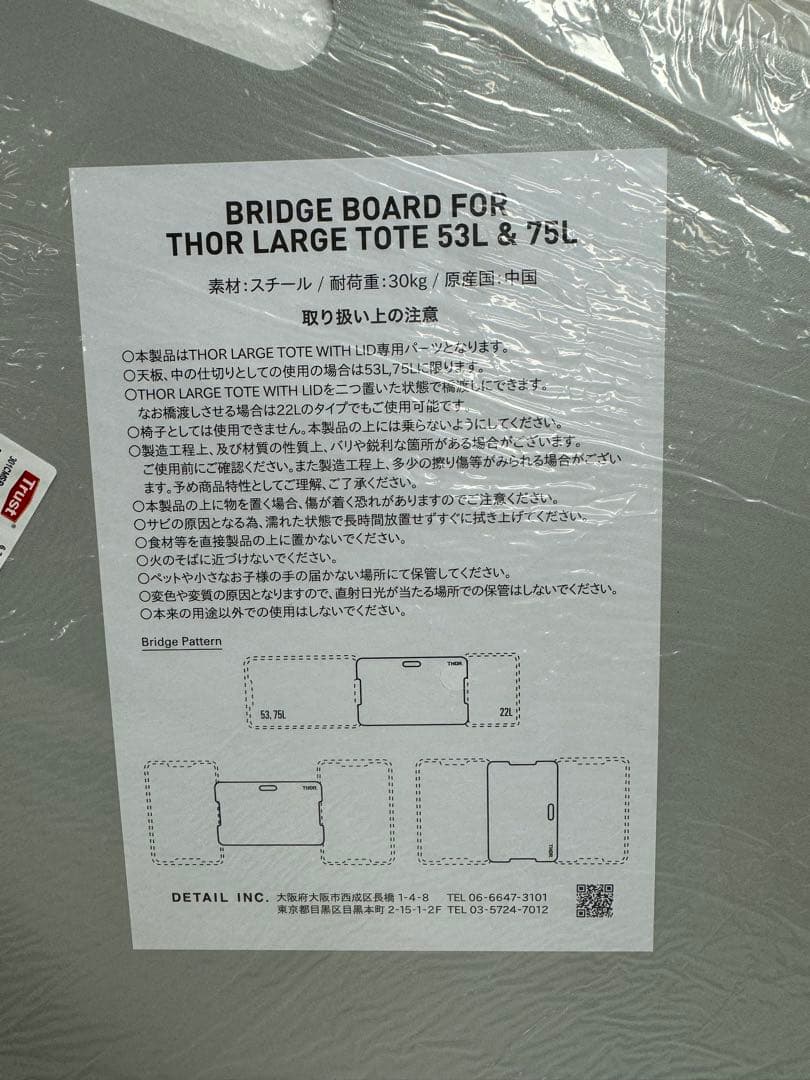 BRIDGE BOARD FOR
THOR LARGE TOTE 53L & 75L
素材:スチール / 耐荷重:30kg / 原産国:中国
取り扱い上の注意
○本製品はTHOR LARGE TOTE WITH LID専用パーツとなります。
○天板、中の仕切りとしての使用の場合は53L,75Lに限ります。
○THOR LARGE TOTE WITH LIDを二つ置いた状態で橋渡しにできます。
なお橋渡しさせる場合は22Lのタイプでもご使用可能です。
○椅子としては使用できません。本製品の上には乗らないようにしてください。
○製造工程上、及び材質の性質上、バリや鋭利な箇所がある場合がございます。
ご使用前にご確認ください。また製造工程上、多少の擦り傷等がみられる場合がござい
ます。予め商品特性としてご理解、ご了承ください。
○本製品の上に物を置く場合、傷が着く恐れがありますのでご注意ください。
○サビの原因となる為、濡れた状態で長時間放置せずすぐに拭き上げてください。
○食材等を直接製品の上に置かないでください。
○火のそばに近づけないでください。
○ペットや小さなお子様の手の届かない場所にて保管してください。
○変色や変質の原因となりますので、直射日光が当たる場所での保管はしないでください。
○本来の用途以外での使用はしないでください。
Bridge Pattern
THOR
53, 75L
22L
THOR
THOR
DETAIL INC. 大阪府大阪市西成区長橋 1-4-8 TEL 06-6647-3101
東京都目黒区目黒本町 2-15-1-2F TEL 03-5724-7012
Trust